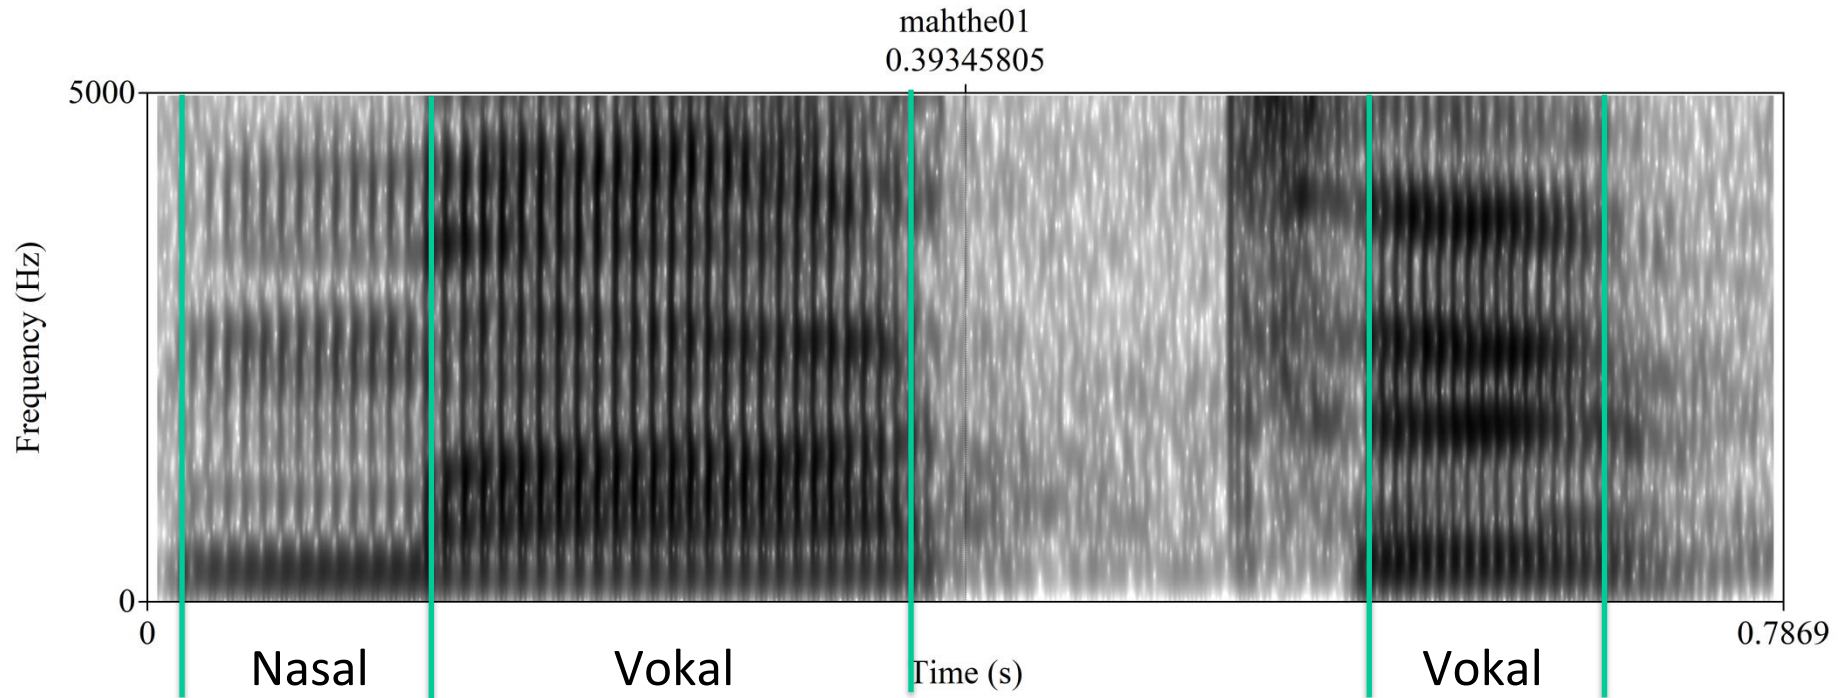 mahthe01
0.39345805
5000
Frequency (Hz)
0
0
0.7869
Time (s)
Nasal
Vokal
Vokal